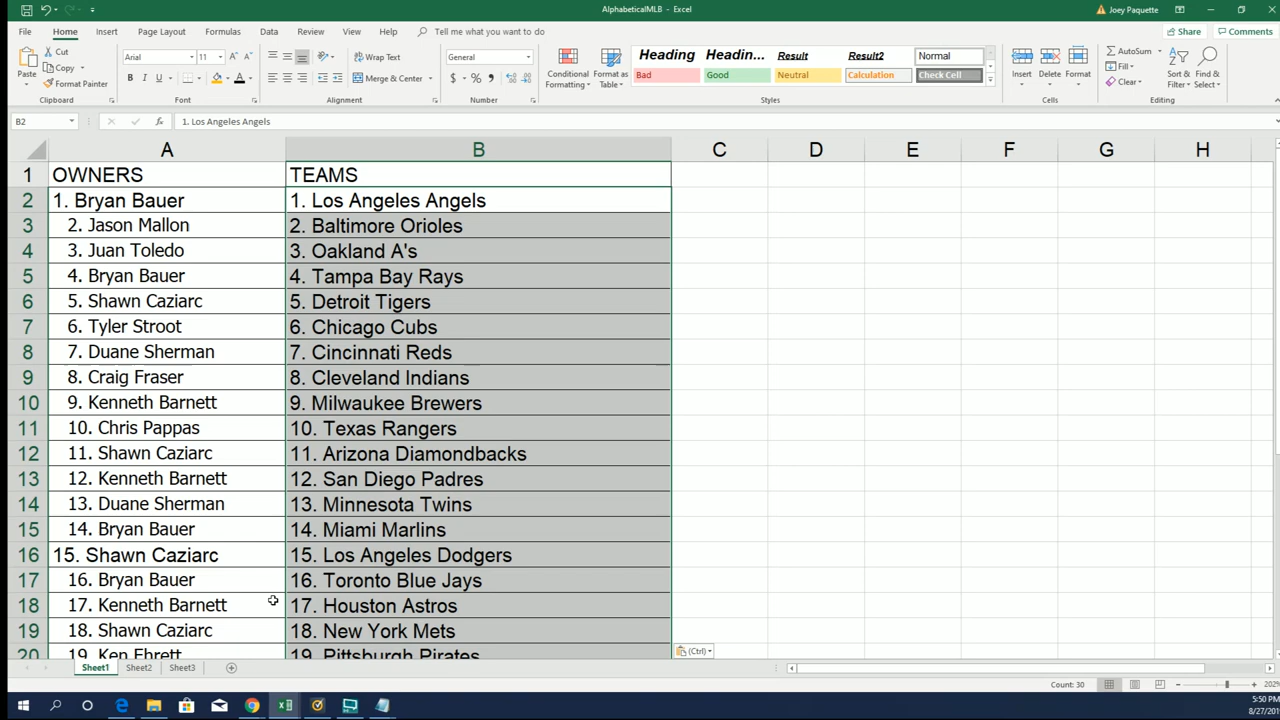 AlphabeticalMLB - Excel
Joey Paquette
File Home Insert Page Layout Formulas Data Review View Help Tell me what you want to do Share Comments
Paste Cut Copy Format Painter Clipboard
Arial 11 B I U Font
Wrap Text Merge & Center Alignment
General $ % Number
Conditional Formatting Format as Table
Heading Headin... Result Result2 Normal
Bad Good Neutral Calculation Check Cell
Styles
Insert Delete Format Cells
AutoSum Fill Clear Sort & Filter Find & Select Editing
B2 fx 1. Los Angeles Angels
A B C D E F G H
1 OWNERS TEAMS
2 1. Bryan Bauer 1. Los Angeles Angels
3 2. Jason Mallon 2. Baltimore Orioles
4 3. Juan Toledo 3. Oakland A's
5 4. Bryan Bauer 4. Tampa Bay Rays
6 5. Shawn Caziarc 5. Detroit Tigers
7 6. Tyler Stroot 6. Chicago Cubs
8 7. Duane Sherman 7. Cincinnati Reds
9 8. Craig Fraser 8. Cleveland Indians
10 9. Kenneth Barnett 9. Milwaukee Brewers
11 10. Chris Pappas 10. Texas Rangers
12 11. Shawn Caziarc 11. Arizona Diamondbacks
13 12. Kenneth Barnett 12. San Diego Padres
14 13. Duane Sherman 13. Minnesota Twins
15 14. Bryan Bauer 14. Miami Marlins
16 15. Shawn Caziarc 15. Los Angeles Dodgers
17 16. Bryan Bauer 16. Toronto Blue Jays
18 17. Kenneth Barnett 17. Houston Astros
19 18. Shawn Caziarc 18. New York Mets
20 19. Ken Ehrett 19. Pittsburgh Pirates
(Ctrl)
Sheet1 Sheet2 Sheet3
Count: 30
5:50 PM